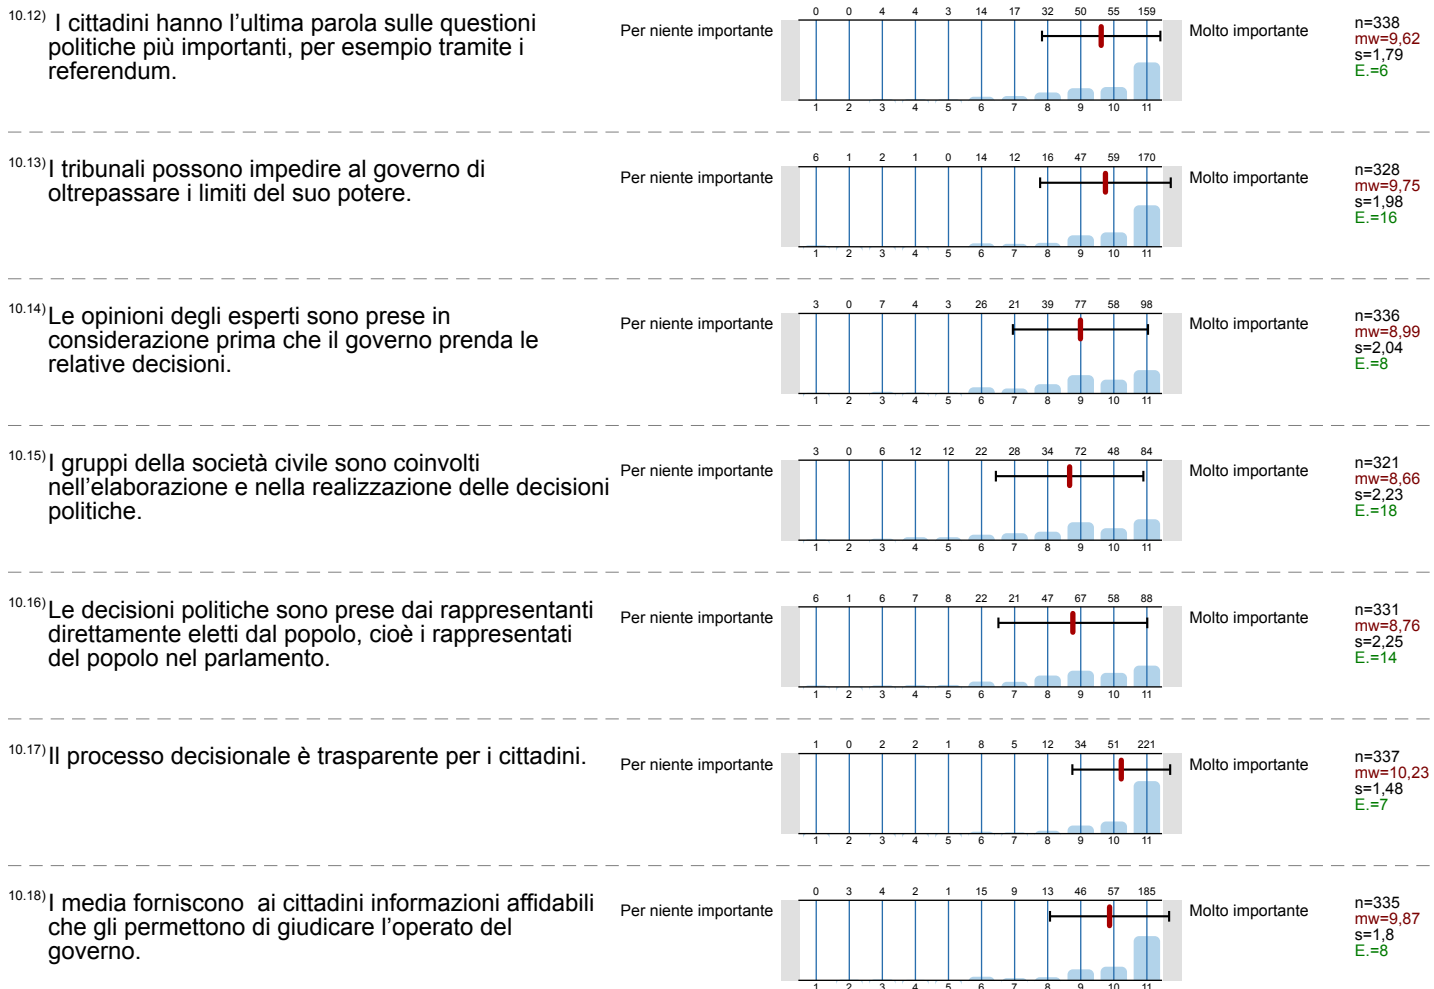 10.12) I cittadini hanno l'ultima parola sulle questioni
politiche più importanti, per esempio tramite i
referendum.
Per niente importante
0 0 4 4 3 14 17 32 50 55 159
1 2 3 4 5 6 7 8 9 10 11
Molto importante
n=338
mw=9,62
s=1,79
E.=6
10.13) I tribunali possono impedire al governo di
oltrepassare i limiti del suo potere.
Per niente importante
6 1 2 1 0 14 12 16 47 59 170
1 2 3 4 5 6 7 8 9 10 11
Molto importante
n=328
mw=9,75
s=1,98
E.=16
10.14) Le opinioni degli esperti sono prese in
considerazione prima che il governo prenda le
relative decisioni.
Per niente importante
3 0 7 4 3 26 21 39 77 58 98
1 2 3 4 5 6 7 8 9 10 11
Molto importante
n=336
mw=8,99
s=2,04
E.=8
10.15) I gruppi della società civile sono coinvolti
nell'elaborazione e nella realizzazione delle decisioni
politiche.
Per niente importante
3 0 6 12 12 22 28 34 72 48 84
1 2 3 4 5 6 7 8 9 10 11
Molto importante
n=321
mw=8,66
s=2,23
E.=18
10.16) Le decisioni politiche sono prese dai rappresentanti
direttamente eletti dal popolo, cioè i rappresentati
del popolo nel parlamento.
Per niente importante
6 1 6 7 8 22 21 47 67 58 88
1 2 3 4 5 6 7 8 9 10 11
Molto importante
n=331
mw=8,76
s=2,25
E.=14
10.17) Il processo decisionale è trasparente per i cittadini.
Per niente importante
1 0 2 2 1 8 5 12 34 51 221
1 2 3 4 5 6 7 8 9 10 11
Molto importante
n=337
mw=10,23
s=1,48
E.=7
10.18) I media forniscono ai cittadini informazioni affidabili
che gli permettono di giudicare l'operato del
governo.
Per niente importante
0 3 4 2 1 15 9 13 46 57 185
1 2 3 4 5 6 7 8 9 10 11
Molto importante
n=335
mw=9,87
s=1,8
E.=8